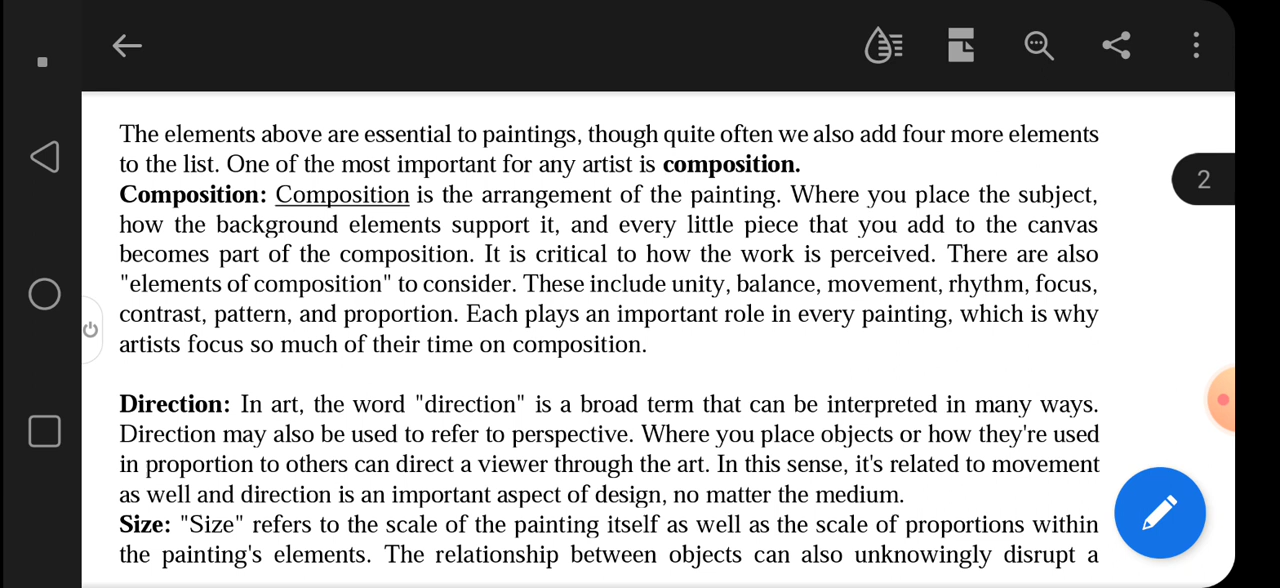 The elements above are essential to paintings, though quite often we also add four more elements
to the list. One of the most important for any artist is composition.
Composition: Composition is the arrangement of the painting. Where you place the subject,
how the background elements support it, and every little piece that you add to the canvas
becomes part of the composition. It is critical to how the work is perceived. There are also
"elements of composition" to consider. These include unity, balance, movement, rhythm, focus,
contrast, pattern, and proportion. Each plays an important role in every painting, which is why
artists focus so much of their time on composition.
Direction: In art, the word "direction" is a broad term that can be interpreted in many ways.
Direction may also be used to refer to perspective. Where you place objects or how they're used
in proportion to others can direct a viewer through the art. In this sense, it's related to movement
as well and direction is an important aspect of design, no matter the medium.
Size: "Size" refers to the scale of the painting itself as well as the scale of proportions within
the painting's elements. The relationship between objects can also unknowingly disrupt a
2